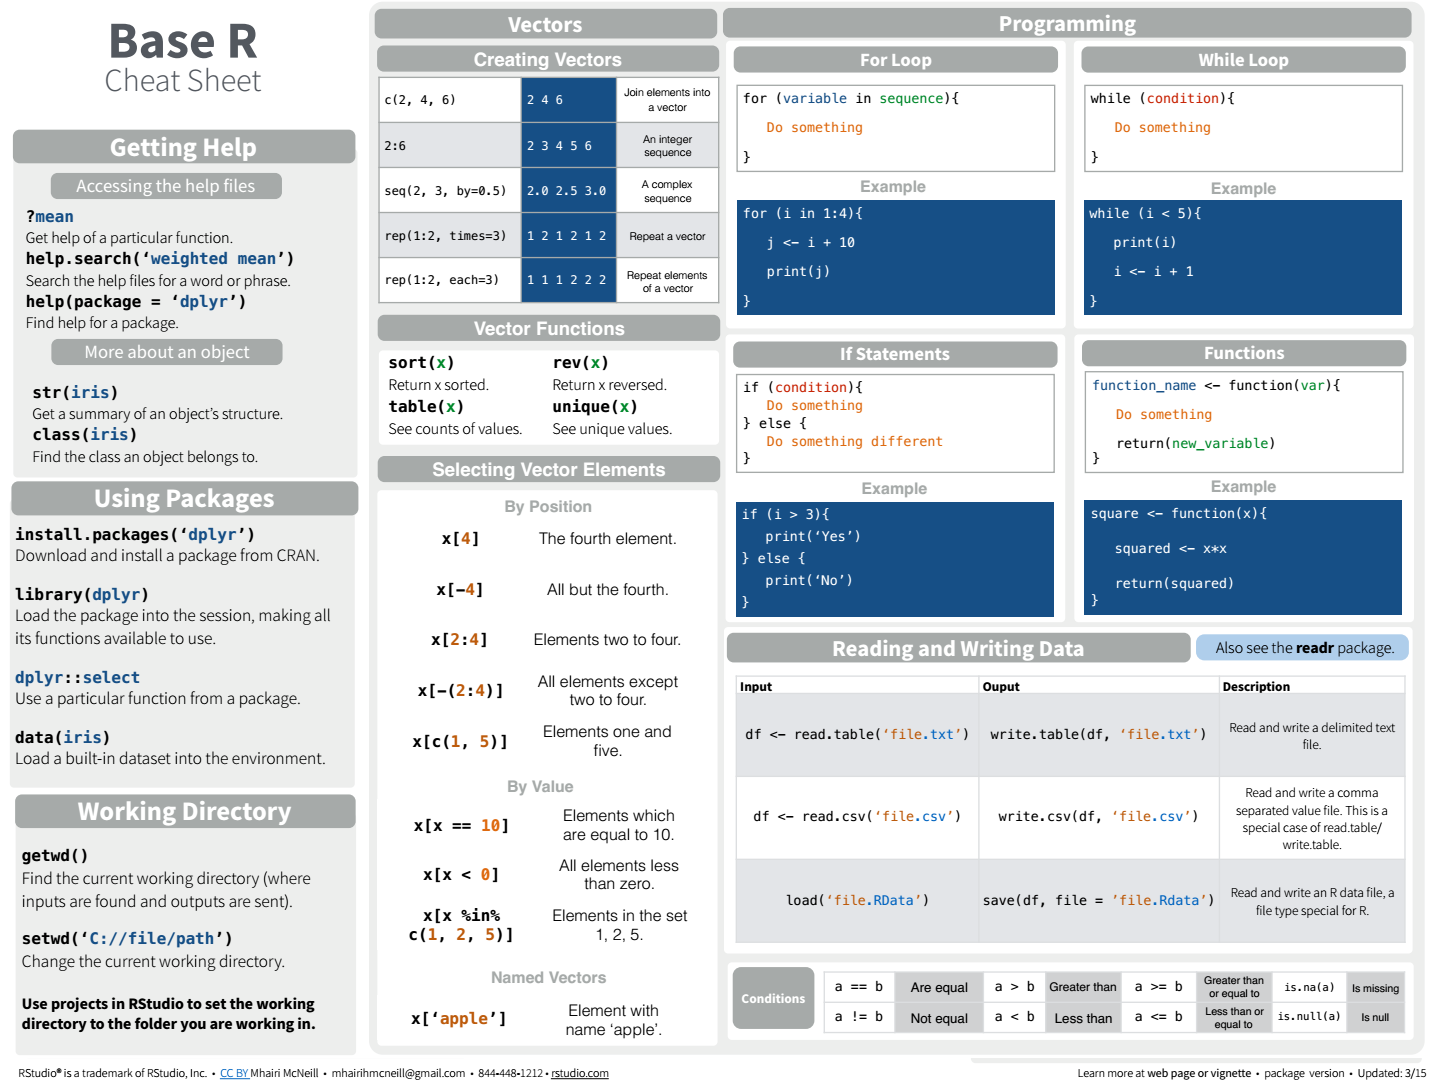 Base R
Cheat Sheet
Getting Help
Accessing the help files
?mean
Get help of a particular function.
help.search(‘weighted mean’)
Search the help files for a word or phrase.
help(package = ‘dplyr’)
Find help for a package.
More about an object
str(iris)
Get a summary of an object’s structure.
class(iris)
Find the class an object belongs to.
Using Packages
install.packages(‘dplyr’)
Download and install a package from CRAN.
library(dplyr)
Load the package into the session, making all
its functions available to use.
dplyr::select
Use a particular function from a package.
data(iris)
Load a built-in dataset into the environment.
Working Directory
getwd()
Find the current working directory (where
inputs are found and outputs are sent).
setwd(‘C://file/path’)
Change the current working directory.
Use projects in RStudio to set the working
directory to the folder you are working in.
Vectors
Creating Vectors
c(2, 4, 6) 2 4 6 Join elements into
a vector
2:6 2 3 4 5 6 An integer
sequence
seq(2, 3, by=0.5) 2.0 2.5 3.0 A complex
sequence
rep(1:2, times=3) 1 2 1 2 1 2 Repeat a vector
rep(1:2, each=3) 1 1 1 2 2 2 Repeat elements
of a vector
Vector Functions
sort(x) rev(x)
Return x sorted. Return x reversed.
table(x) unique(x)
See counts of values. See unique values.
Selecting Vector Elements
By Position
x[4] The fourth element.
x[-4] All but the fourth.
x[2:4] Elements two to four.
x[-(2:4)] All elements except
two to four.
x[c(1, 5)] Elements one and
five.
By Value
x[x == 10] Elements which
are equal to 10.
x[x < 0] All elements less
than zero.
x[x %in%
c(1, 2, 5)] Elements in the set
1, 2, 5.
Named Vectors
x[‘apple’] Element with
name ‘apple’.
Programming
For Loop
for (variable in sequence){
Do something
}
Example
for (i in 1:4){
j <- i + 10
print(j)
}
While Loop
while (condition){
Do something
}
Example
while (i < 5){
print(i)
i <- i + 1
}
If Statements
if (condition){
Do something
} else {
Do something different
}
Example
if (i > 3){
print(‘Yes’)
} else {
print(‘No’)
}
Functions
function_name <- function(var){
Do something
return(new_variable)
}
Example
square <- function(x){
squared <- x*x
return(squared)
}
Reading and Writing Data
Also see the readr package.
Input Ouput Description
df <- read.table(‘file.txt’) write.table(df, ‘file.txt’) Read and write a delimited text
file.
df <- read.csv(‘file.csv’) write.csv(df, ‘file.csv’) Read and write a comma
separated value file. This is a
special case of read.table/
write.table.
load(‘file.RData’) save(df, file = ’file.Rdata’) Read and write an R data file, a
file type special for R.
Conditions
a == b Are equal a > b Greater than a >= b Greater than
or equal to is.na(a) Is missing
a != b Not equal a < b Less than a <= b Less than or
equal to is.null(a) Is null
RStudio® is a trademark of RStudio, Inc. • CC BY Mhairi McNeill • mhairihmcneill@gmail.com • 844-448-1212 • rstudio.com
Learn more at web page or vignette • package version • Updated: 3/15